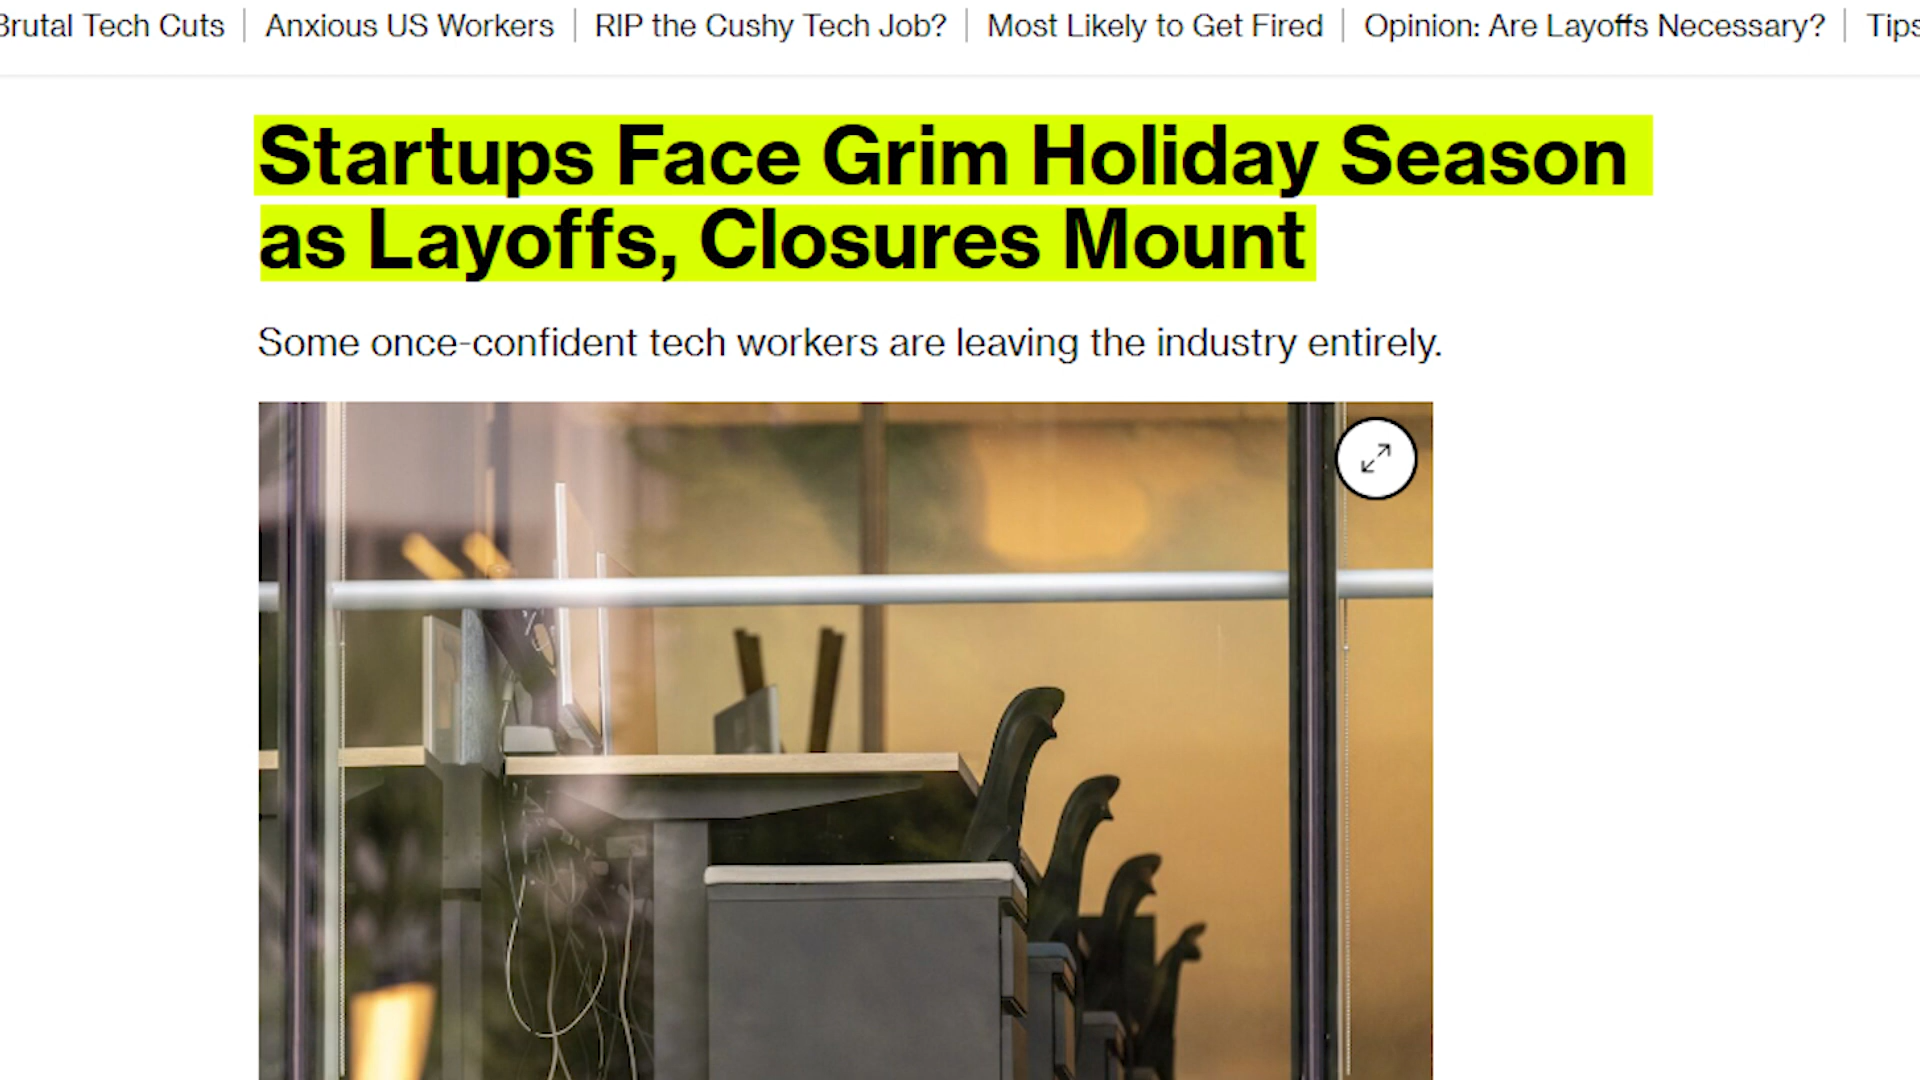 Brutal Tech Cuts | Anxious US Workers | RIP the Cushy Tech Job? | Most Likely to Get Fired | Opinion: Are Layoffs Necessary? | Tips
Startups Face Grim Holiday Season
as Layoffs, Closures Mount
Some once-confident tech workers are leaving the industry entirely.